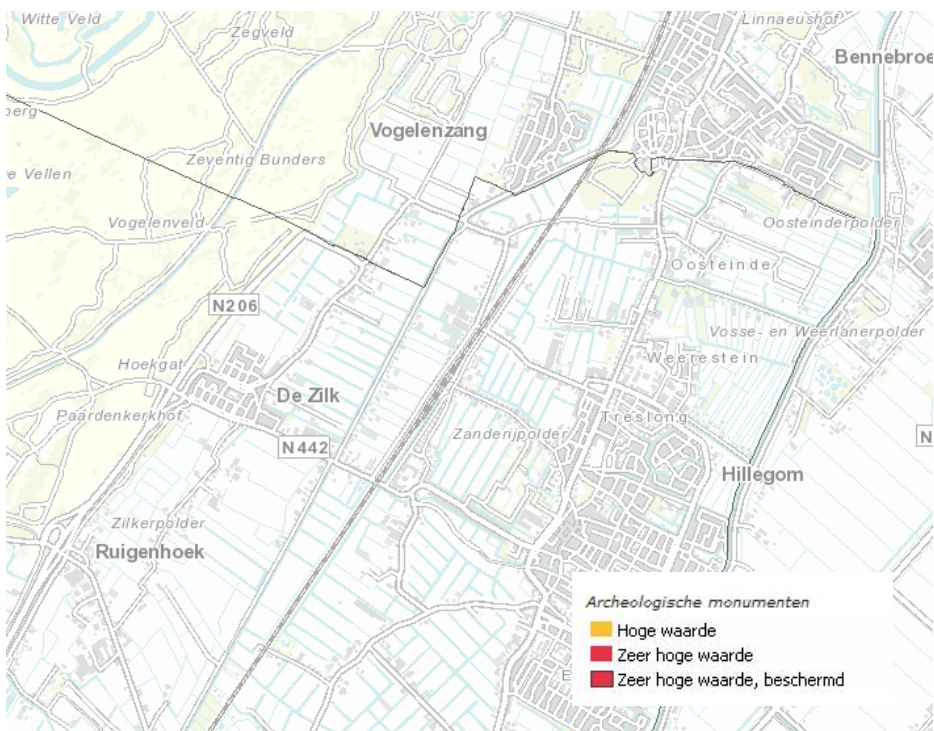 Witte Veld
Zegveld
Linnaeushof
Bennebroe
berg
Vogelenzang
Zeventig Bunders
e Vellen
Vogelenveld
Oosteinderpolder
Oosteinde
N206
Vosse- en Weerlanerpolder
Hoekgat
Weerestein
De Zilk
Paardenkerkhof
Treslong
N442
Zanderijpolder
N
Hillegom
Zilkerpolder
Ruigenhoek
Archeologische monumenten
Hoge waarde
Zeer hoge waarde
E
Zeer hoge waarde, beschermd